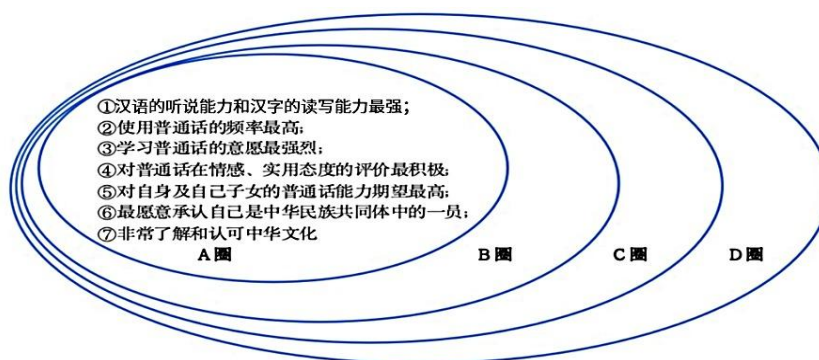 ①汉语的听说能力和汉字的读写能力最强；
②使用普通话的频率最高；
③学习普通话的意愿最强烈；
④对普通话在情感、实用态度的评价最积极；
⑤对自身及自己子女的普通话能力期望最高；
⑥最愿意承认自己是中华民族共同体中的一员；
⑦非常了解和认可中华文化
A圈 B圈 C圈 D圈